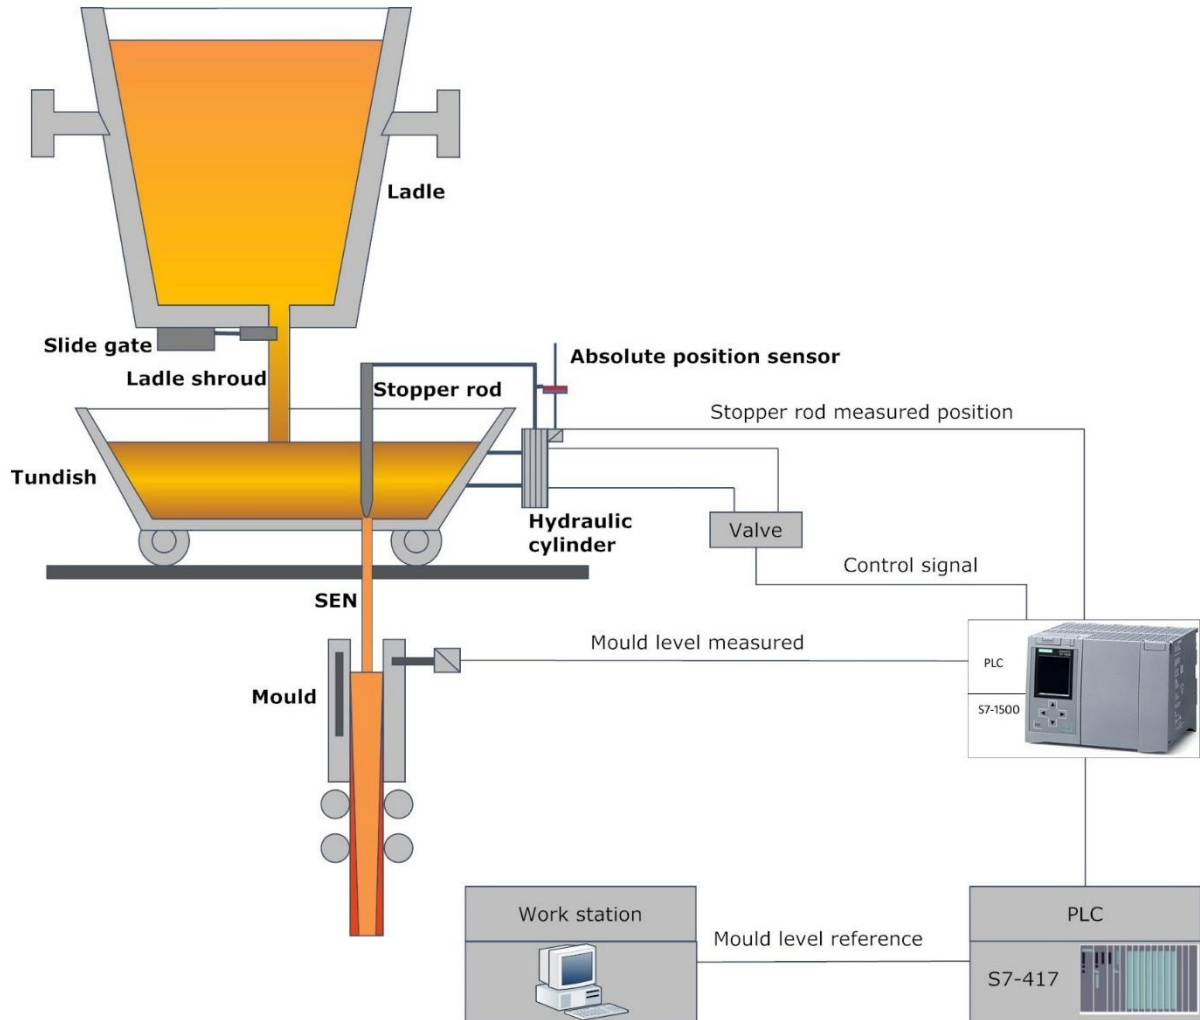 Ladle
Slide gate
Ladle shroud
Absolute position sensor
Stopper rod
Stopper rod measured position
Tundish
Hydraulic
cylinder
Valve
Control signal
SEN
Mould level measured
PLC
S7-1500
Mould
Work station
PLC
Mould level reference
S7-417